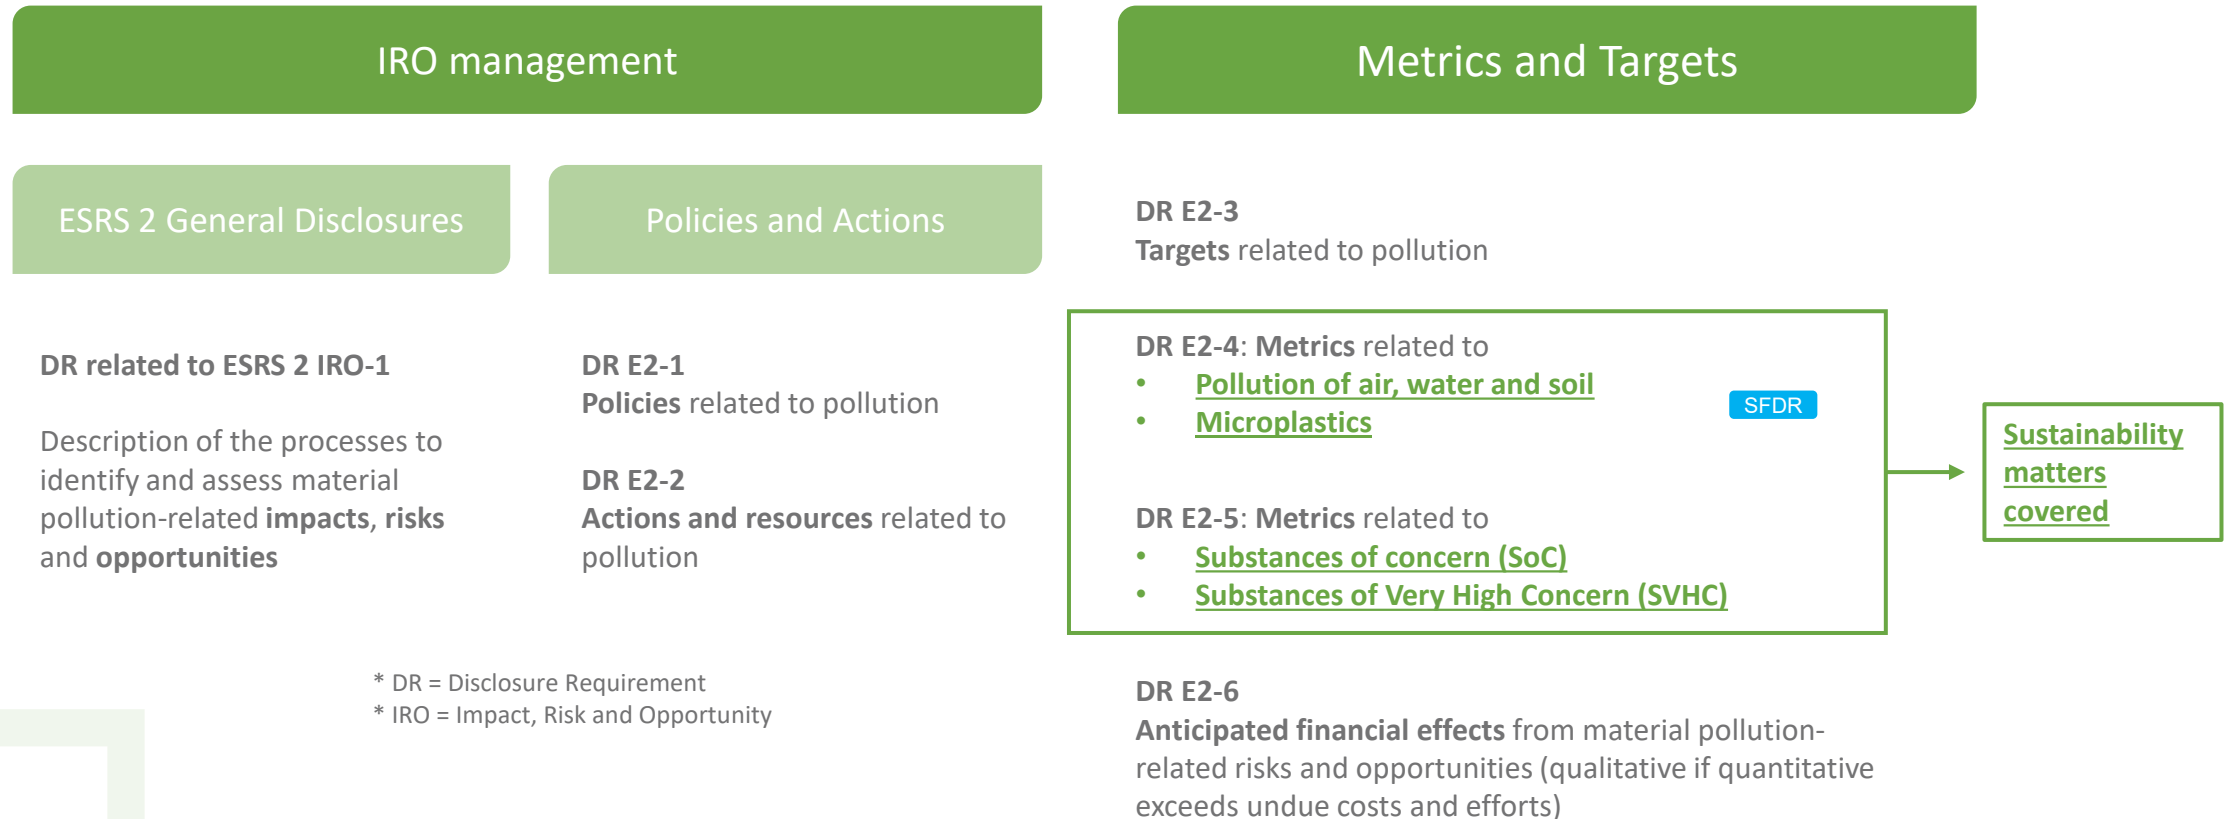 IRO management
Metrics and Targets
ESRS 2 General Disclosures
Policies and Actions
DR related to ESRS 2 IRO-1
Description of the processes to
identify and assess material
pollution-related impacts, risks
and opportunities
DR E2-1
Policies related to pollution
DR E2-2
Actions and resources related to
pollution
* DR = Disclosure Requirement
* IRO = Impact, Risk and Opportunity
DR E2-3
Targets related to pollution
DR E2-4: Metrics related to
• Pollution of air, water and soil
• Microplastics
SFDR
DR E2-5: Metrics related to
• Substances of concern (SoC)
• Substances of Very High Concern (SVHC)
Sustainability
matters
covered
DR E2-6
Anticipated financial effects from material pollution-
related risks and opportunities (qualitative if quantitative
exceeds undue costs and efforts)